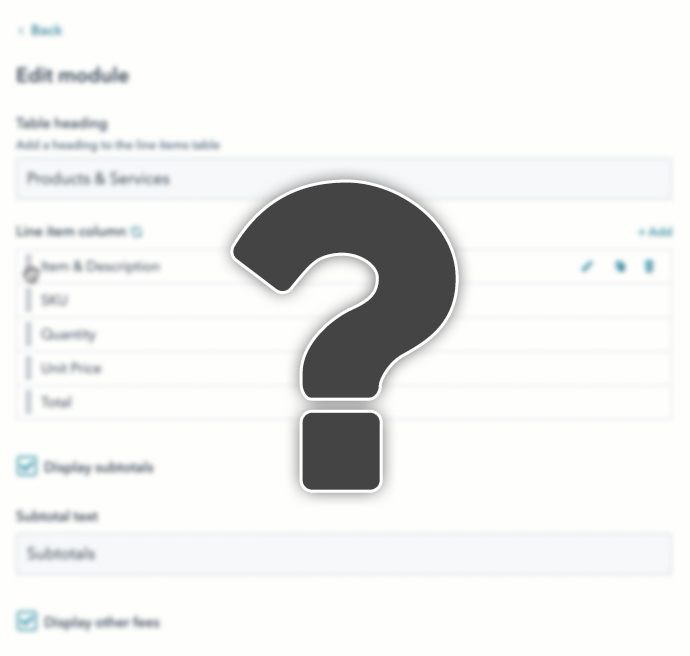 Back
Edit module
Table heading
Add a heading to the line items table
Products & Services
Line item column
+ Add
Item & Description
SKU
Quantity
Unit Price
Total
Display subtotals
Subtotal text
Subtotals
Display other fees
?